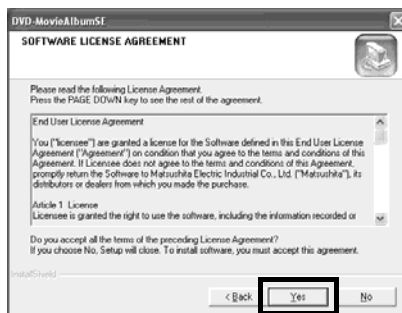 DVD-MovieAlbumSE
SOFTWARE LICENSE AGREEMENT
Please read the following License Agreement.
Press the PAGE DOWN key to see the rest of the agreement.
End User License Agreement
You ("licensee") are granted a license for the Software defined in this End User License
Agreement ("Agreement") on condition that you agree to the terms and conditions of this
Agreement. If Licensee does not agree to the terms and conditions of this Agreement,
promptly return the Software to Matsushita Electric Industrial Co., Ltd. ("Matsushita"), its
distributors or dealers from which you made the purchase.
Article 1 License
Licensee is granted the right to use the software, including the information recorded or
Do you accept all the terms of the preceding License Agreement?
If you choose No, Setup will close. To install software, you must accept this agreement.
InstallShield
< Back Yes No